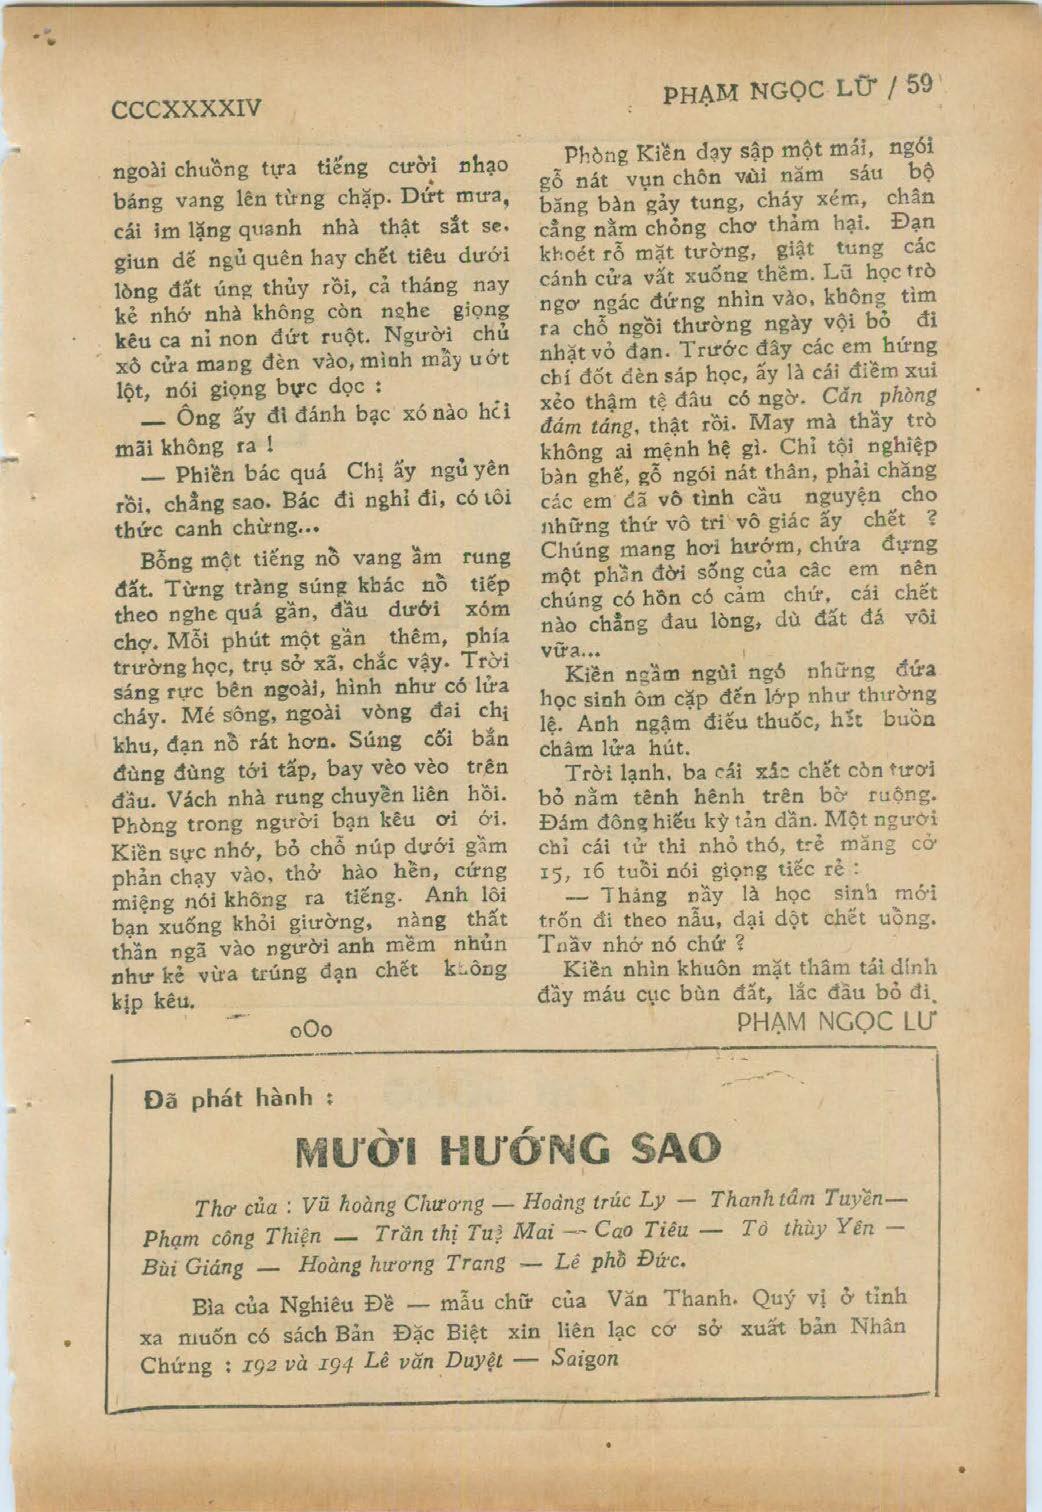 CCCXXXXIV
PHẠM NGỌC LỮ / 59
ngoài chuồng tựa tiếng cười nhạo
báng vang lên từng chặp. Dứt mưa,
cái im lặng quanh nhà thật sắt se.
giun dế ngủ quên hay chết tiêu dưới
lòng đất úng thủy rồi, cả tháng nay
kẻ nhớ nhà không còn nghe giọng
kêu ca nỉ non đứt ruột. Người chủ
xô cửa mang đèn vào, mình mẩy ướt
lột, nói giọng bực dọc :
— Ông ấy đi đánh bạc xó nào hỏi
mãi không ra !
— Phiền bác quá Chị ấy ngủ yên
rồi, chẳng sao. Bác đi nghỉ đi, có tôi
thức canh chừng...
Bỗng một tiếng nổ vang ầm rung
đất. Từng tràng súng khác nổ tiếp
theo nghe quá gần, đầu dưới xóm
chợ. Mỗi phút một gần thêm, phía
trường học, trụ sở xã, chắc vậy. Trời
sáng rực bên ngoài, hình như có lửa
cháy. Mé sông, ngoài vòng đai chị
khu, đạn nổ rát hơn. Súng cối bắn
đùng đùng tới tấp, bay vèo vèo trên
đầu. Vách nhà rung chuyển liên hồi.
Phòng trong người bạn kêu ơi ới.
Kiền sực nhớ, bỏ chỗ núp dưới gầm
phản chạy vào, thở hào hền, cứng
miệng nói không ra tiếng. Anh lôi
bạn xuống khỏi giường, nàng thất
thần ngã vào người anh mềm nhũn
như kẻ vừa trúng đạn chết không
kịp kêu.
oOo
Phòng Kiền dạy sập một mái, ngói
gỗ nát vụn chôn vùi năm sáu bộ
băng bàn gảy tung, cháy xém, chân
cẳng nằm chỏng chơ thảm hại. Đạn
khoét rỗ mặt tường, giật tung các
cánh cửa vất xuống thềm. Lũ học trò
ngơ ngác đứng nhìn vào, không tìm
ra chỗ ngồi thường ngày vội bỏ đi
nhặt vỏ đạn. Trước đây các em hứng
chí đốt đèn sáp học, ấy là cái điềm xui
xẻo thậm tệ đâu có ngờ. Căn phòng
đám táng, thật rồi. May mà thầy trò
không ai mệnh hệ gì. Chỉ tội nghiệp
bàn ghế, gỗ ngói nát thân, phải chăng
các em đã vô tình cầu nguyện cho
những thứ vô tri vô giác ấy chết ?
Chúng mang hơi hướm, chứa đựng
một phần đời sống của các em nên
chúng có hồn có cảm chứ, cái chết
nào chẳng đau lòng, dù đất đá vôi
vữa...
Kiền ngầm ngùi ngó những đứa
học sinh ôm cặp đến lớp như thường
lệ. Anh ngậm điếu thuốc, hắt buồn
châm lửa hút.
Trời lạnh, ba cái xác chết còn tươi
bỏ nằm tênh hênh trên bờ ruộng.
Đám đông hiếu kỳ tản dần. Một người
chỉ cái tử thi nhỏ thó, trẻ măng cở
15, 16 tuổi nói giọng tiếc rẻ :
— Thằng nầy là học sinh mới
trốn đi theo nẫu, dại dột chết uổng.
Thầy nhớ nó chứ ?
Kiền nhìn khuôn mặt thâm tái dính
đầy máu cục bùn đất, lắc đầu bỏ đi.
PHẠM NGỌC LƯ
Đã phát hành :
MƯỜI HƯỚNG SAO
Thơ của : Vũ hoàng Chương — Hoàng trúc Ly — Thanh tâm Tuyền—
Phạm công Thiện — Trần thị Tuệ Mai — Cao Tiêu — Tô thùy Yên —
Bùi Giáng — Hoàng hương Trang — Lê phổ Đức.
Bìa của Nghiêu Đề — mẫu chữ của Văn Thanh. Quý vị ở tỉnh
xa muốn có sách Bản Đặc Biệt xin liên lạc cơ sở xuất bản Nhân
Chứng : 192 và 194 Lê văn Duyệt — Saigon